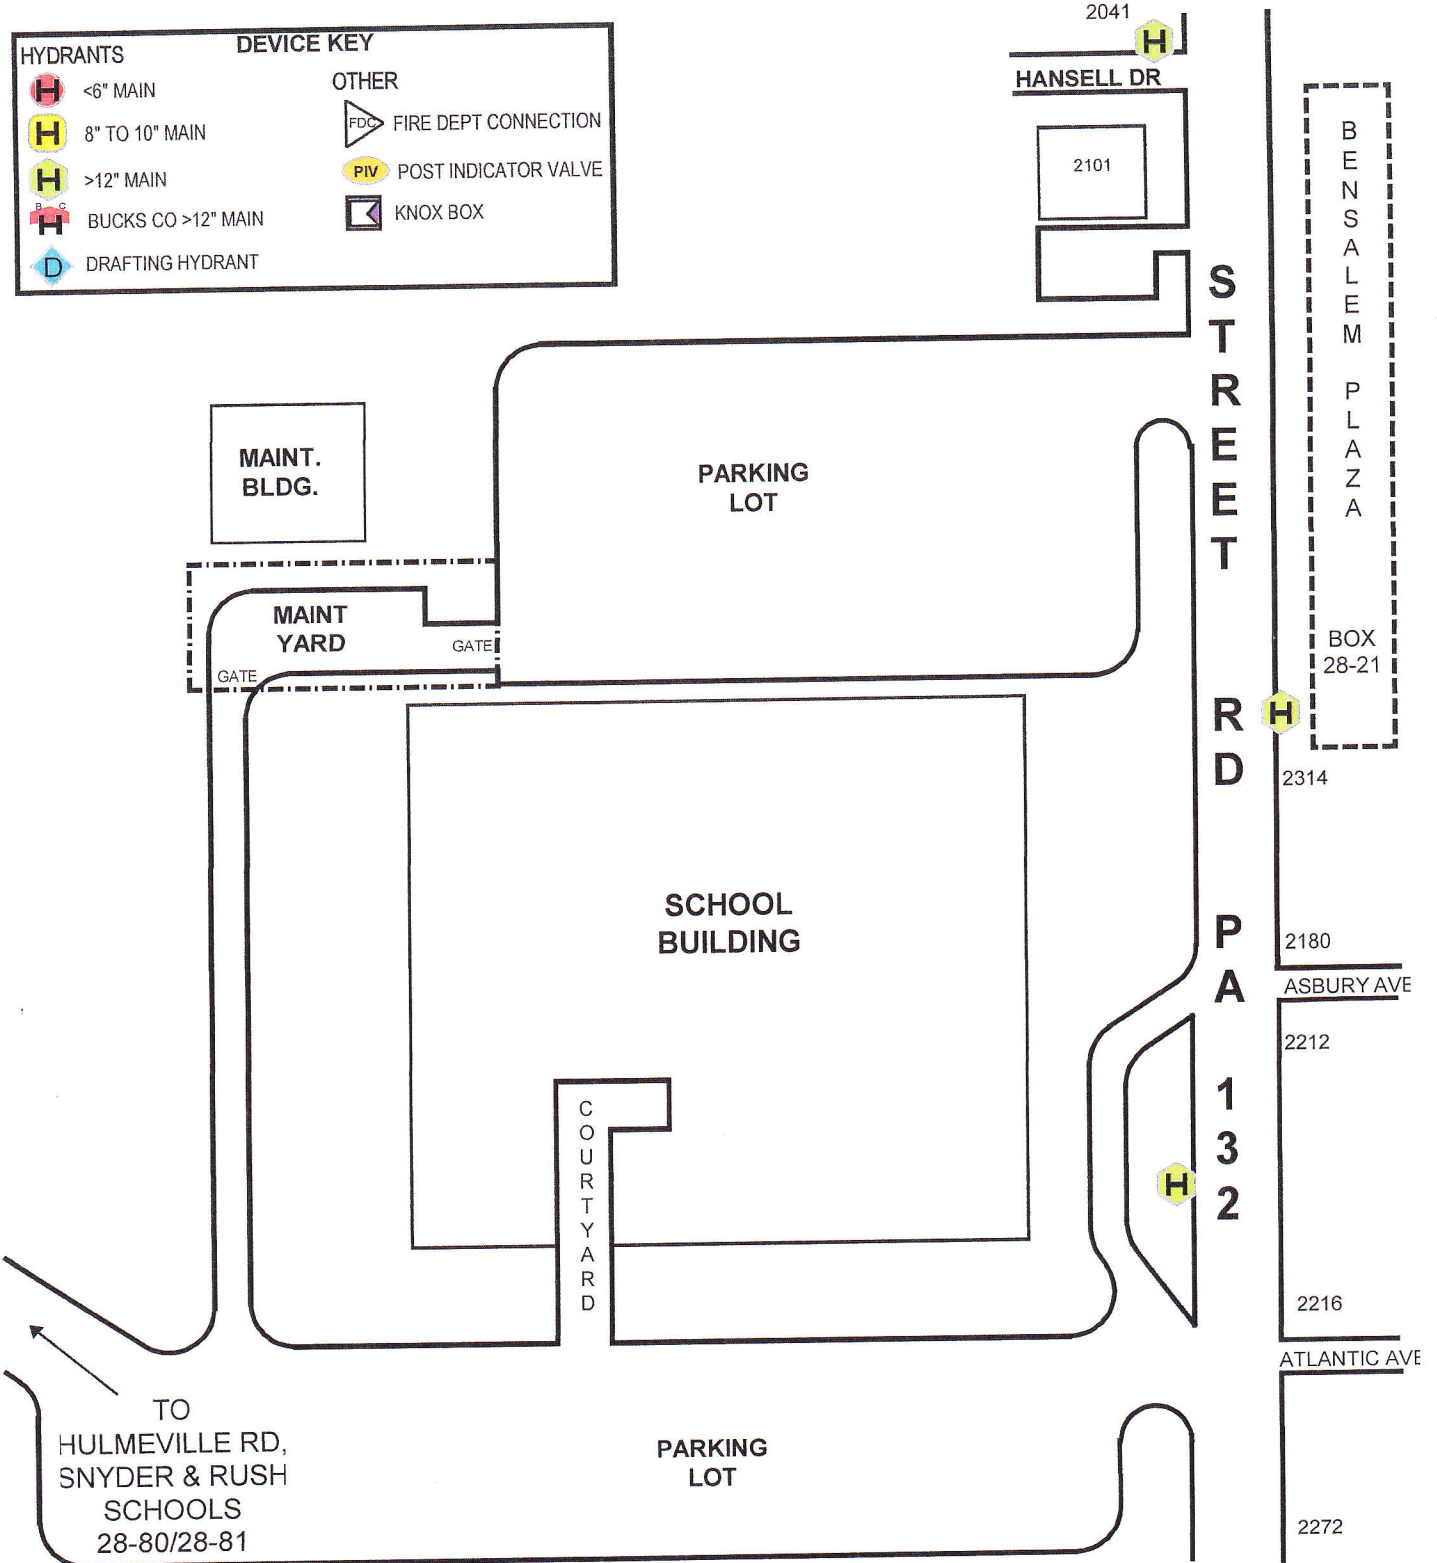 2041
H
HANSELL DR
DEVICE KEY
HYDRANTS
H <6" MAIN
H 8" TO 10" MAIN
H >12" MAIN
B C
H BUCKS CO >12" MAIN
D DRAFTING HYDRANT
OTHER
FDC FIRE DEPT CONNECTION
PIV POST INDICATOR VALVE
KNOX BOX
2101
BENSALEM PLAZA
BOX
28-21
STREET RD PA 132
MAINT.
BLDG.
PARKING
LOT
MAINT
YARD
GATE
GATE
H
2314
SCHOOL
BUILDING
2180
ASBURY AVE
2212
COURTYARD
H
2216
ATLANTIC AVE
TO
HULMEVILLE RD,
SNYDER & RUSH
SCHOOLS
28-80/28-81
PARKING
LOT
2272